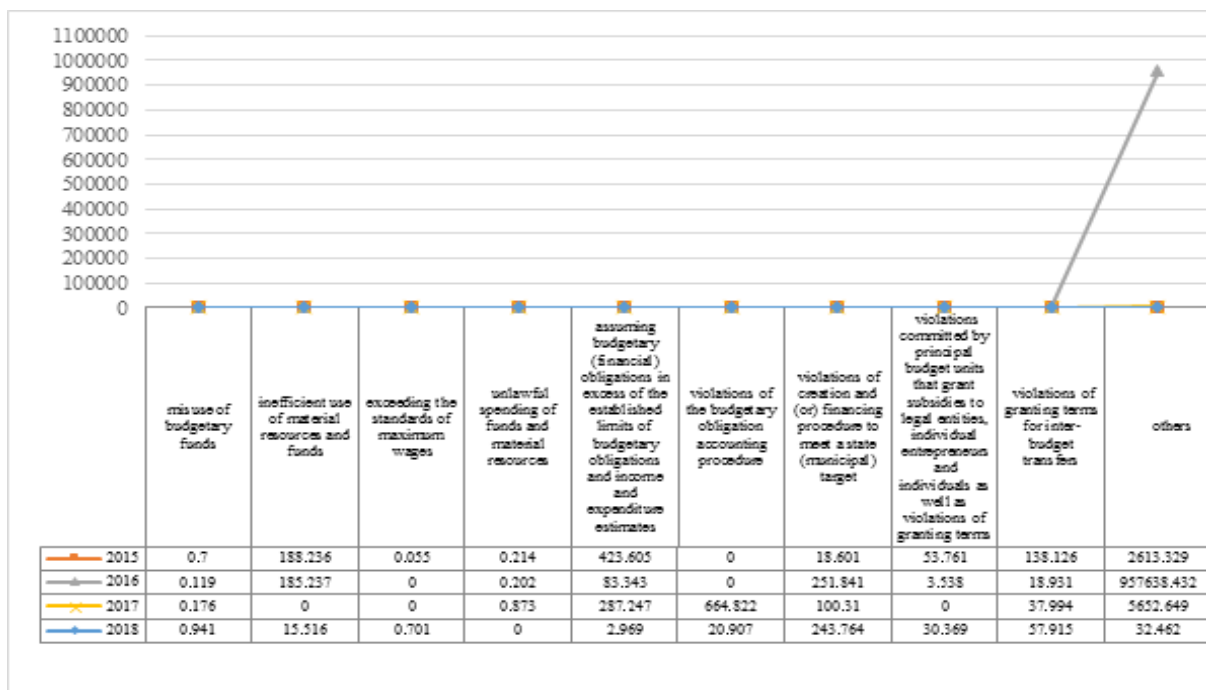 1100000
1000000
900000
800000
700000
600000
500000
400000
300000
200000
100000
0
misuse of
budgetary
funds
inefficient use
of material
resources and
funds
exceeding the
standards of
maximum
wages
unlawful
spending of
funds and
material
resources
assuming
budgetary
(financial)
obligations in
excess of the
established
limits of
budgetary
obligations
and income
and
expenditure
estimates
violations of
the budgetary
obligation
accounting
procedure
violations of
creation and
(or) financing
procedure to
meet a state
(municipal)
target
violations
committed by
principal
budget units
that grant
subsidies to
legal entities,
individual
entrepreneurs
and
individuals as
well as
violations of
granting terms
violations of
granting terms
for inter-
budget
transfers
others
2015 0.7 188.236 0.055 0.214 423.605 0 18.601 53.761 138.126 2613.329
2016 0.119 185.237 0 0.202 83.343 0 251.841 3.538 18.931 957638.432
2017 0.176 0 0 0.873 287.247 664.822 100.31 0 37.994 5652.649
2018 0.941 15.516 0.701 0 2.969 20.907 243.764 30.369 57.915 32.462